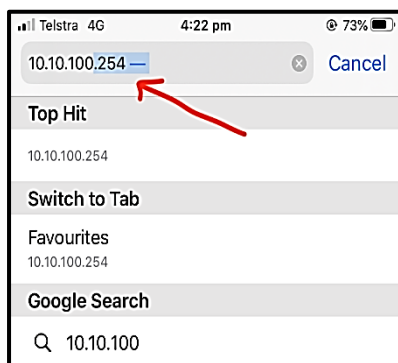 Telstra 4G 4:22 pm 73%
10.10.100.254 — Cancel
Top Hit
10.10.100.254
Switch to Tab
Favourites
10.10.100.254
Google Search
10.10.100